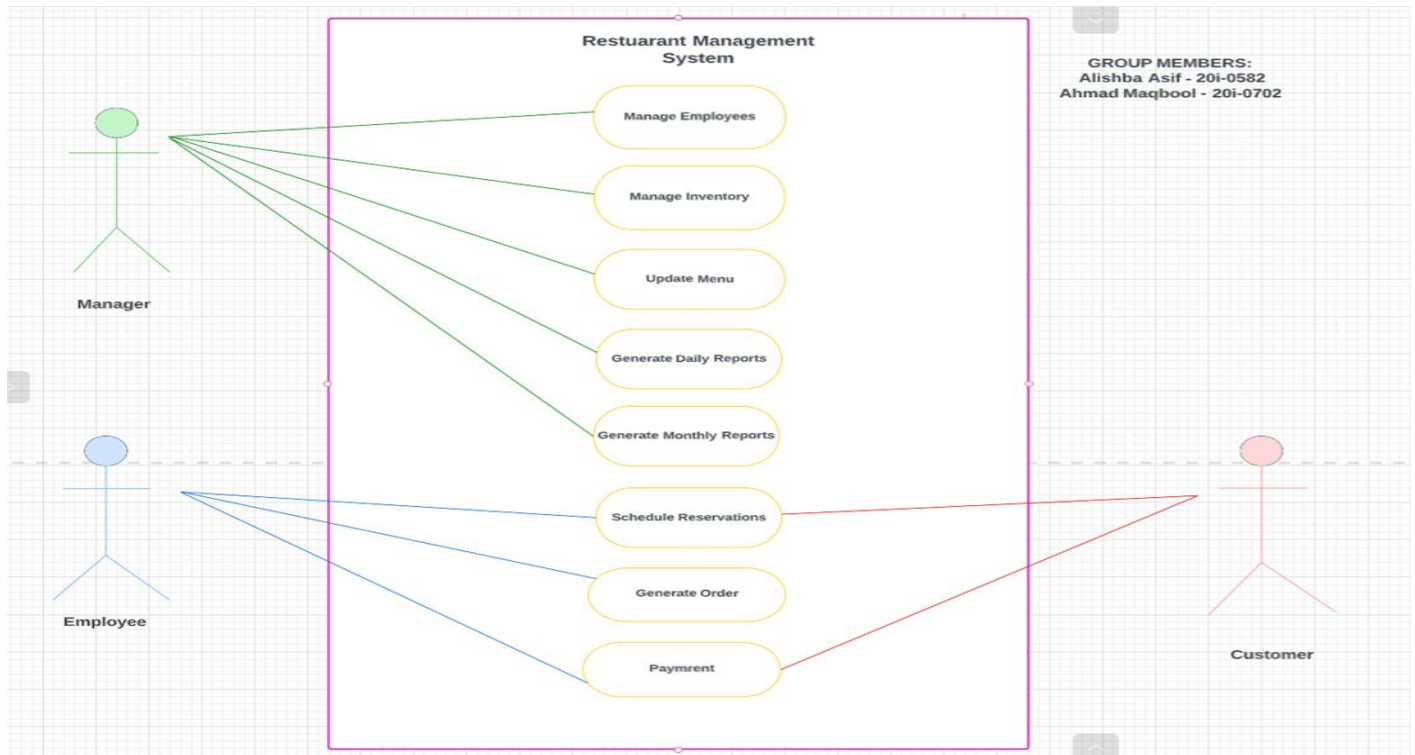 Restuarant Management
System
GROUP MEMBERS:
Alishba Asif - 20i-0582
Ahmad Maqbool - 20i-0702
Manage Employees
Manage Inventory
Update Menu
Manager
Generate Daily Reports
Generate Monthly Reports
Schedule Reservations
Generate Order
Employee
Paymrent
Customer